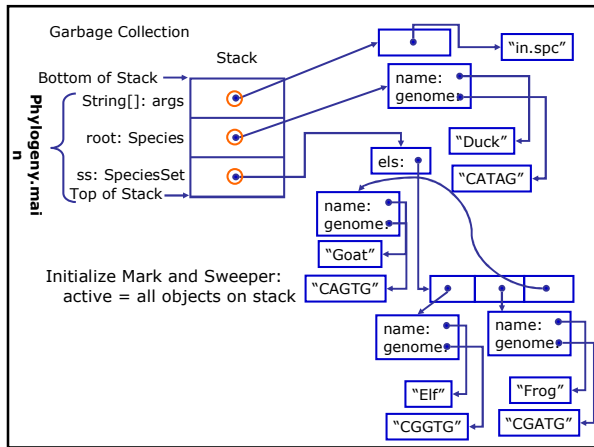 Garbage Collection
Stack
"in.spc"
Bottom of Stack
String[]: args
name:
genome:
Phylogeny.mai
n
root: Species
"Duck"
els:
ss: SpeciesSet
"CATAG"
Top of Stack
name:
genome:
"Goat"
Initialize Mark and Sweeper:
active = all objects on stack
"CAGTG"
name:
genome:
name:
genome:
"Elf"
"Frog"
"CGGTG"
"CGATG"